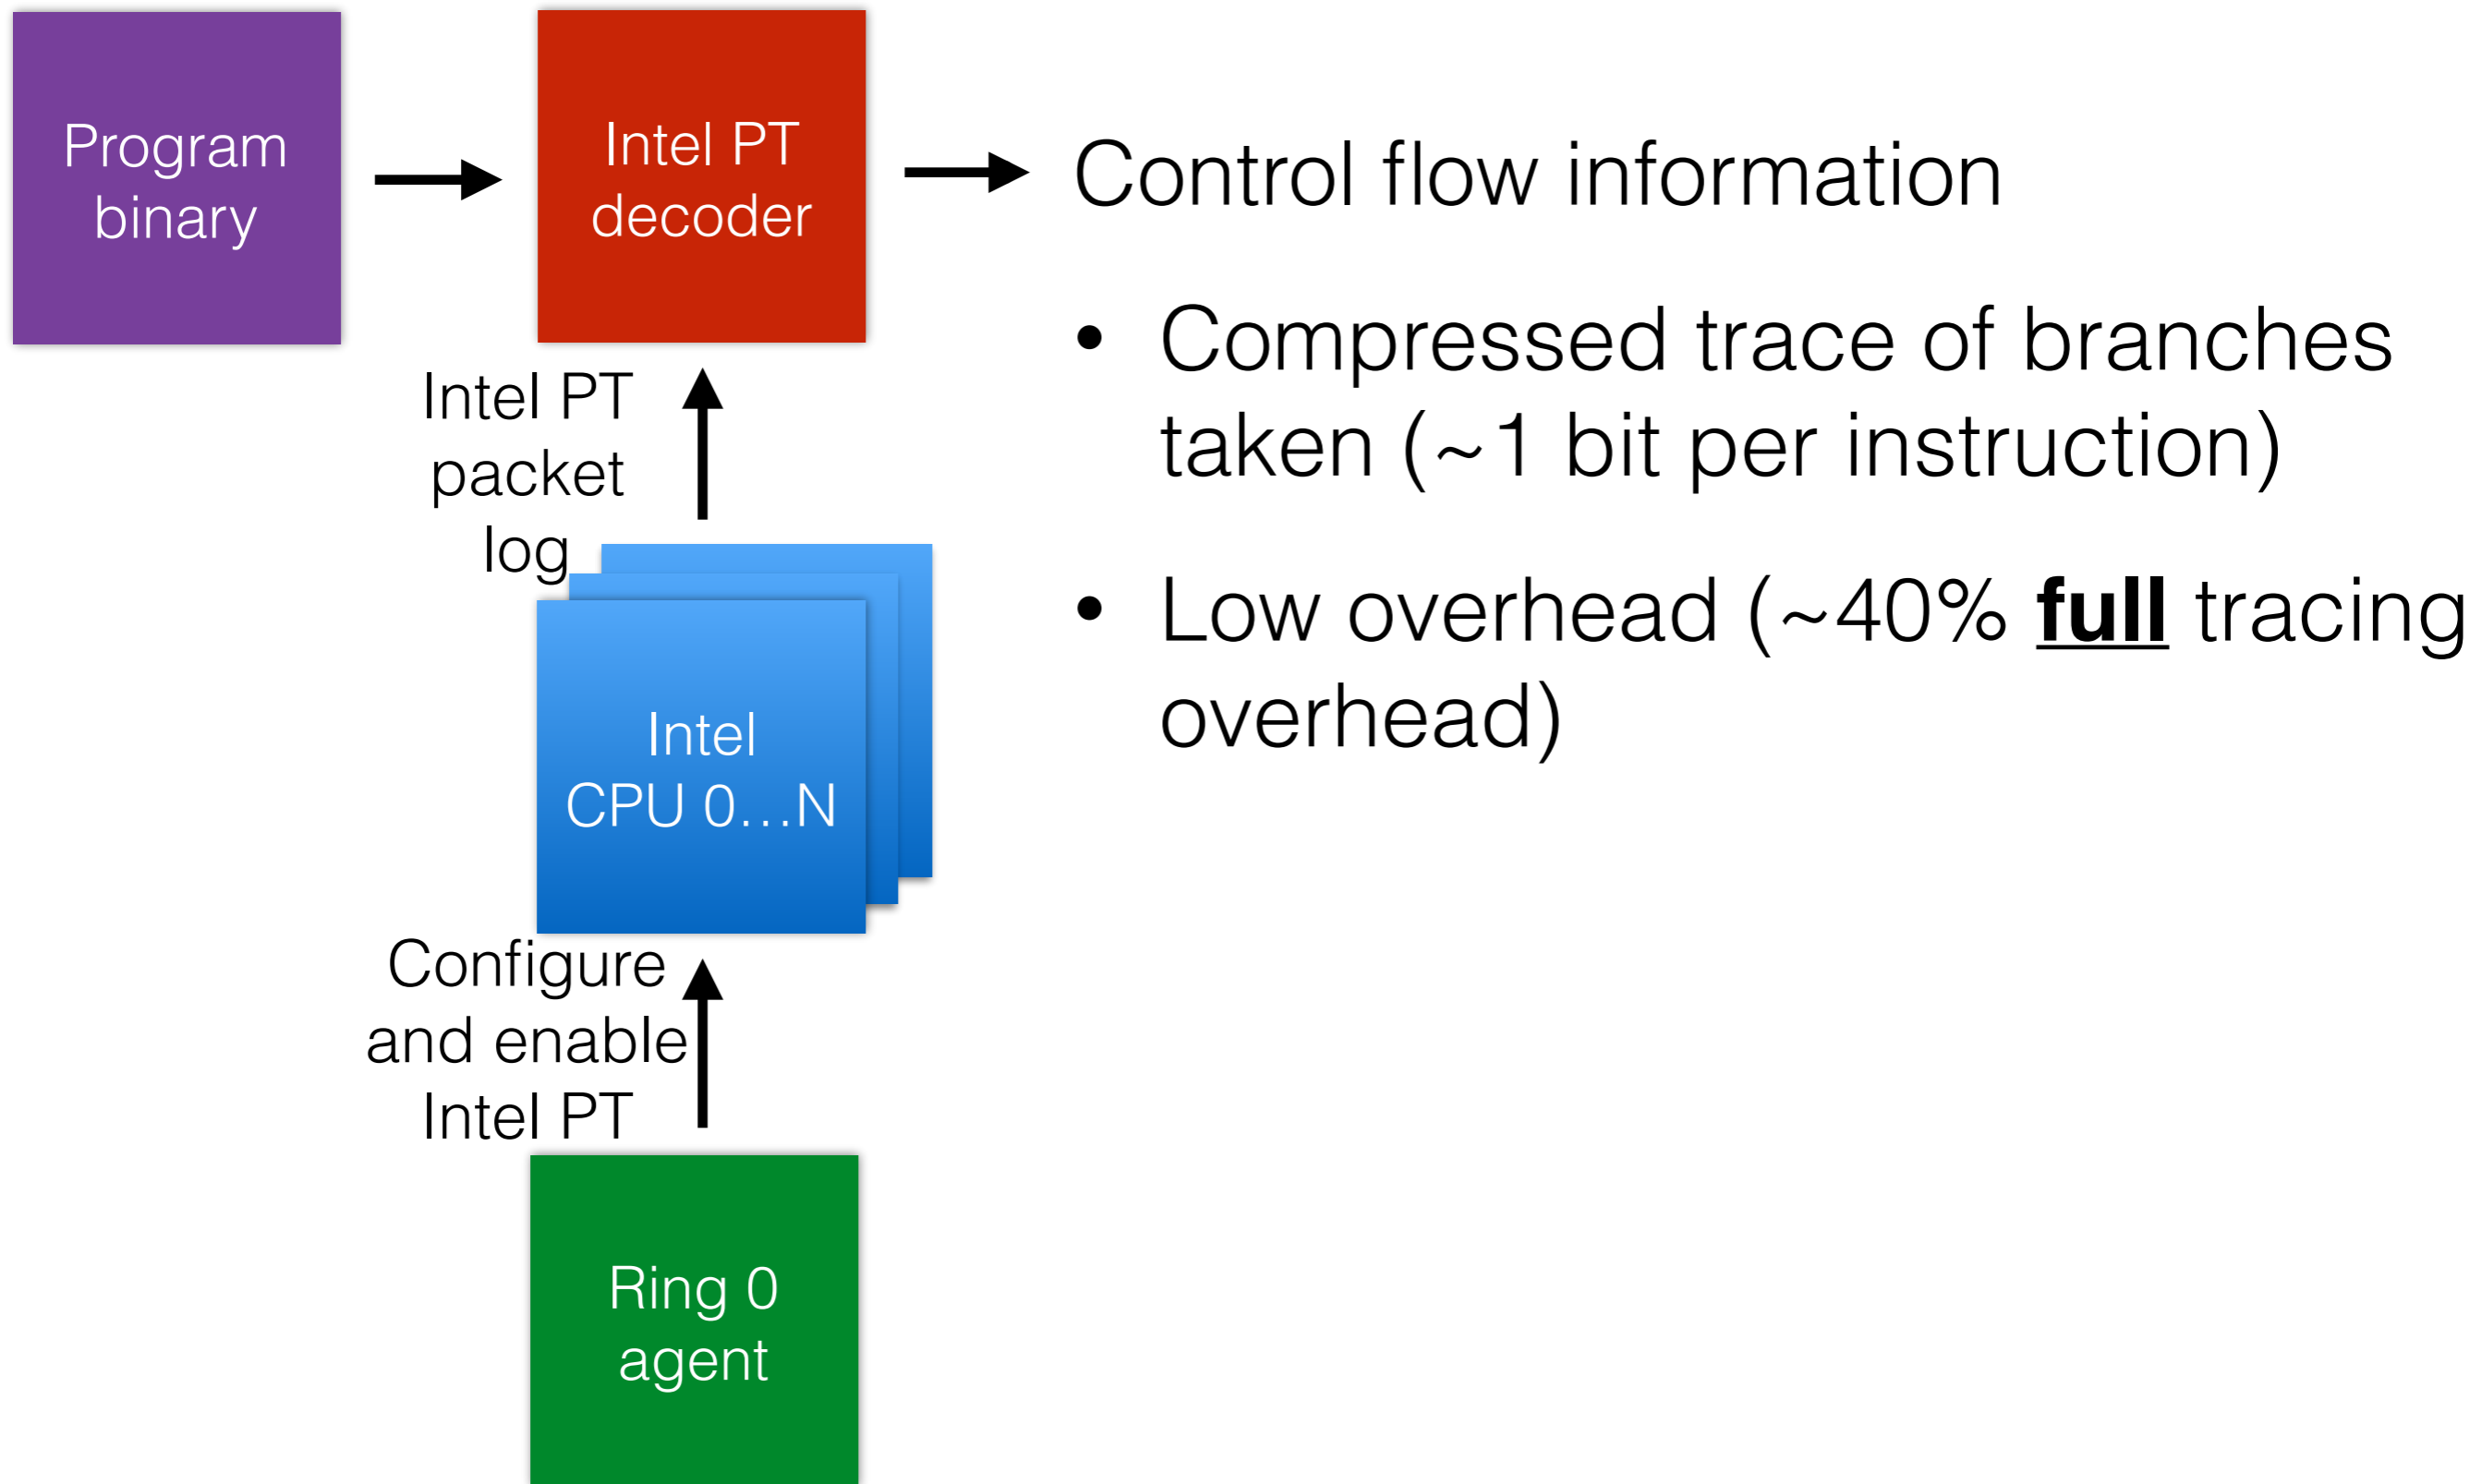 Program
binary
Intel PT
decoder
Control flow information
• Compressed trace of branches
taken (~1 bit per instruction)
• Low overhead (~40% full tracing
overhead)
Intel PT
packet
log
Intel
CPU 0…N
Configure
and enable
Intel PT
Ring 0
agent